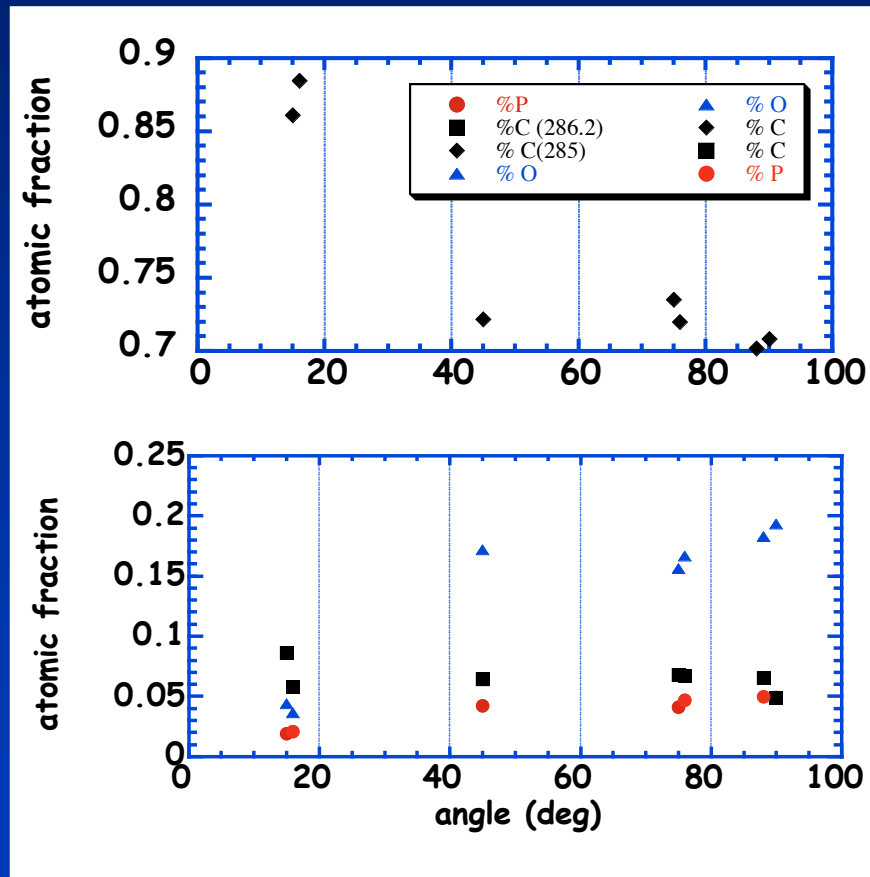 0.9
0.85
0.8
0.75
0.7
atomic fraction
%P
%C (286.2)
% C(285)
% O
% O
% C
% C
% P
0 20 40 60 80 100
0.25
0.2
0.15
0.1
0.05
0
atomic fraction
0 20 40 60 80 100
angle (deg)